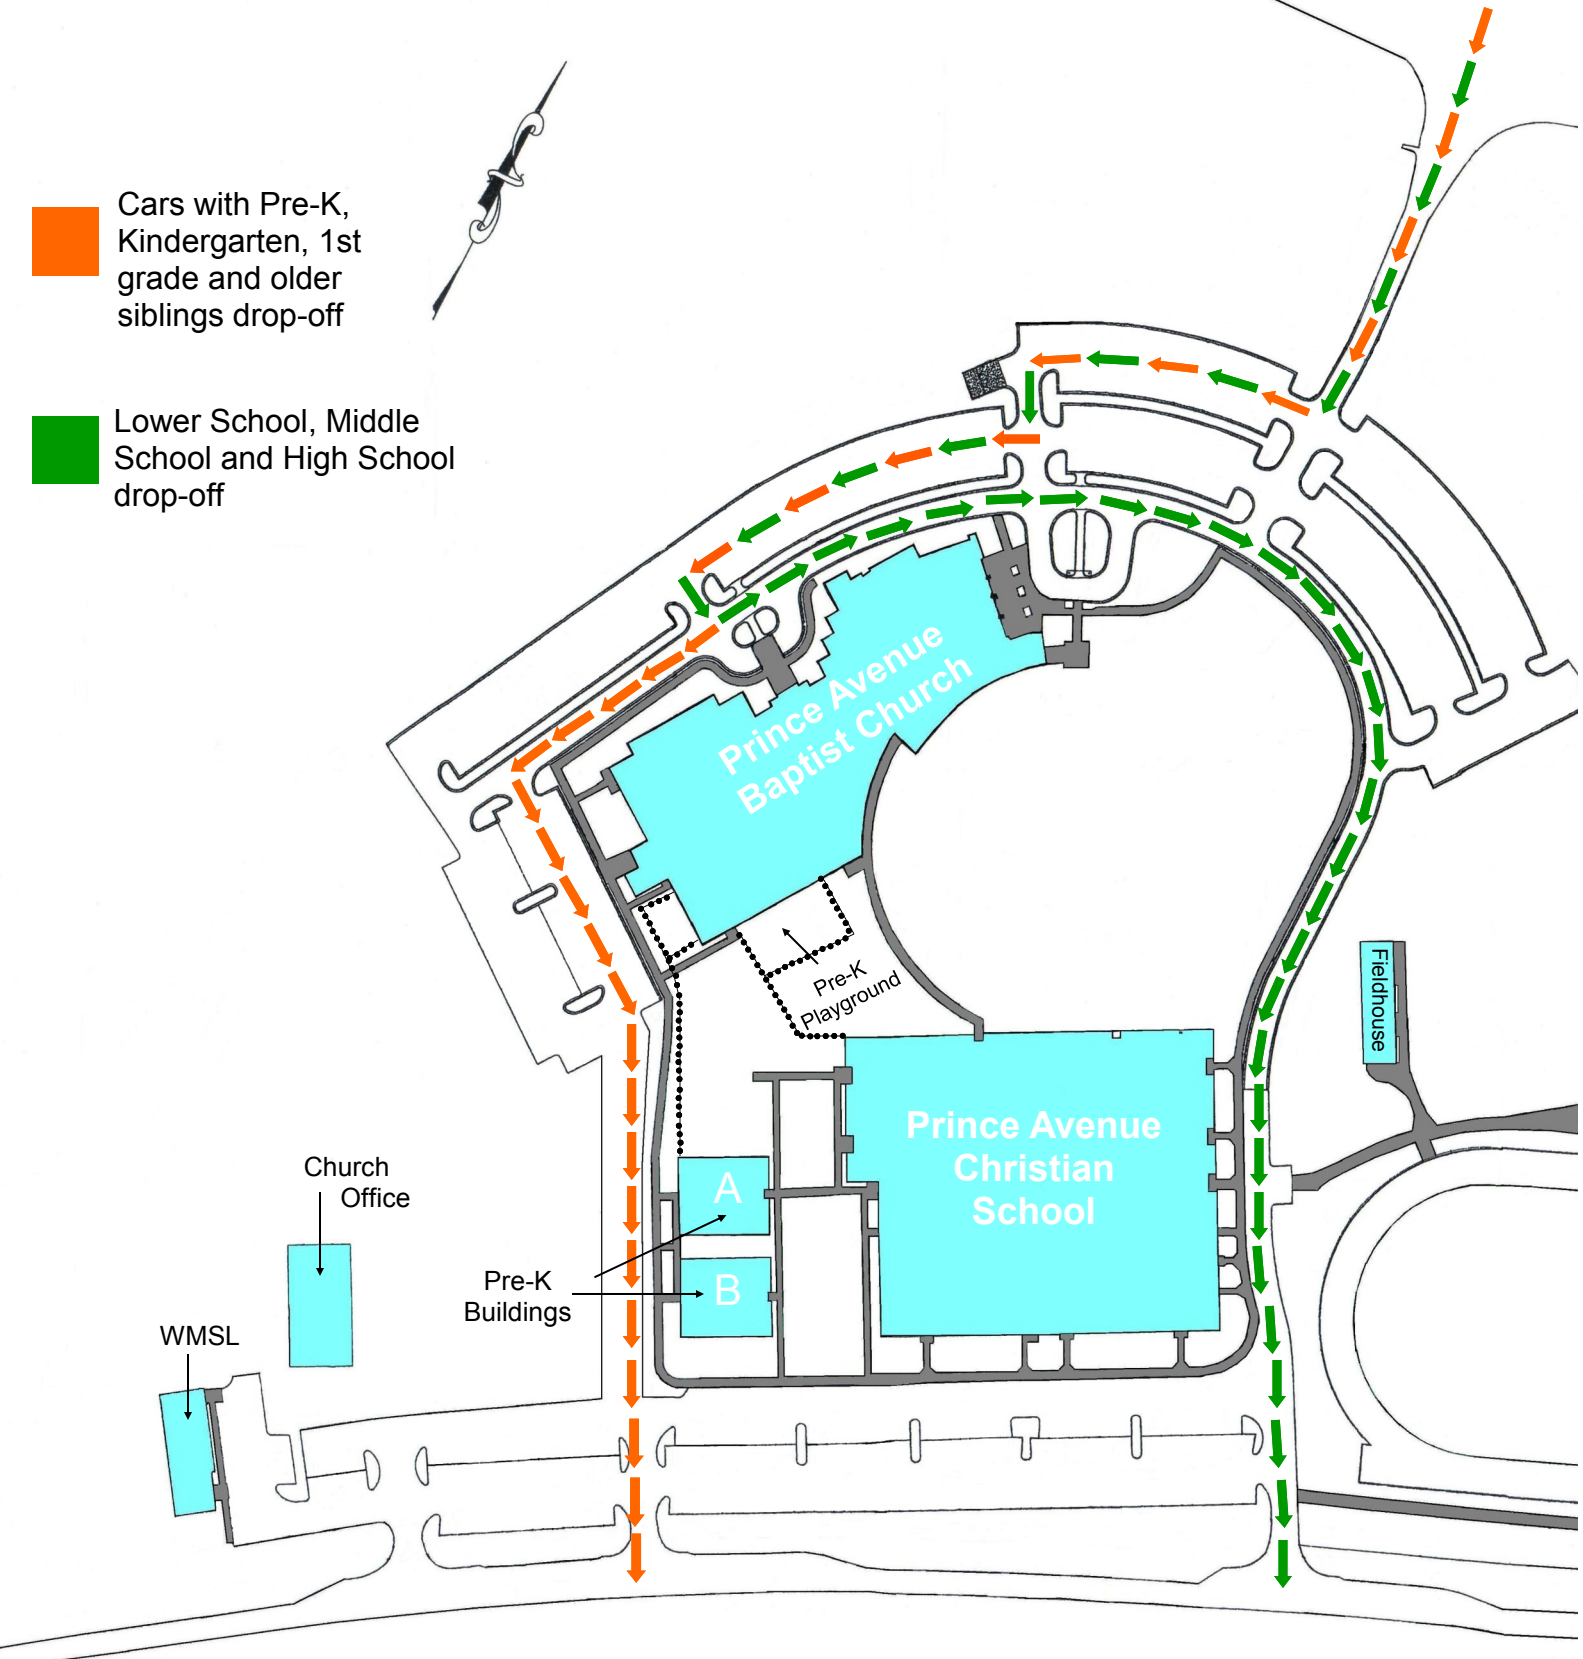 Cars with Pre-K,
Kindergarten, 1st
grade and older
siblings drop-off
Lower School, Middle
School and High School
drop-off
Prince Avenue
Baptist Church
Pre-K
Playground
Fieldhouse
Prince Avenue
Christian
School
Church
Office
A
Pre-K
Buildings
B
WMSL